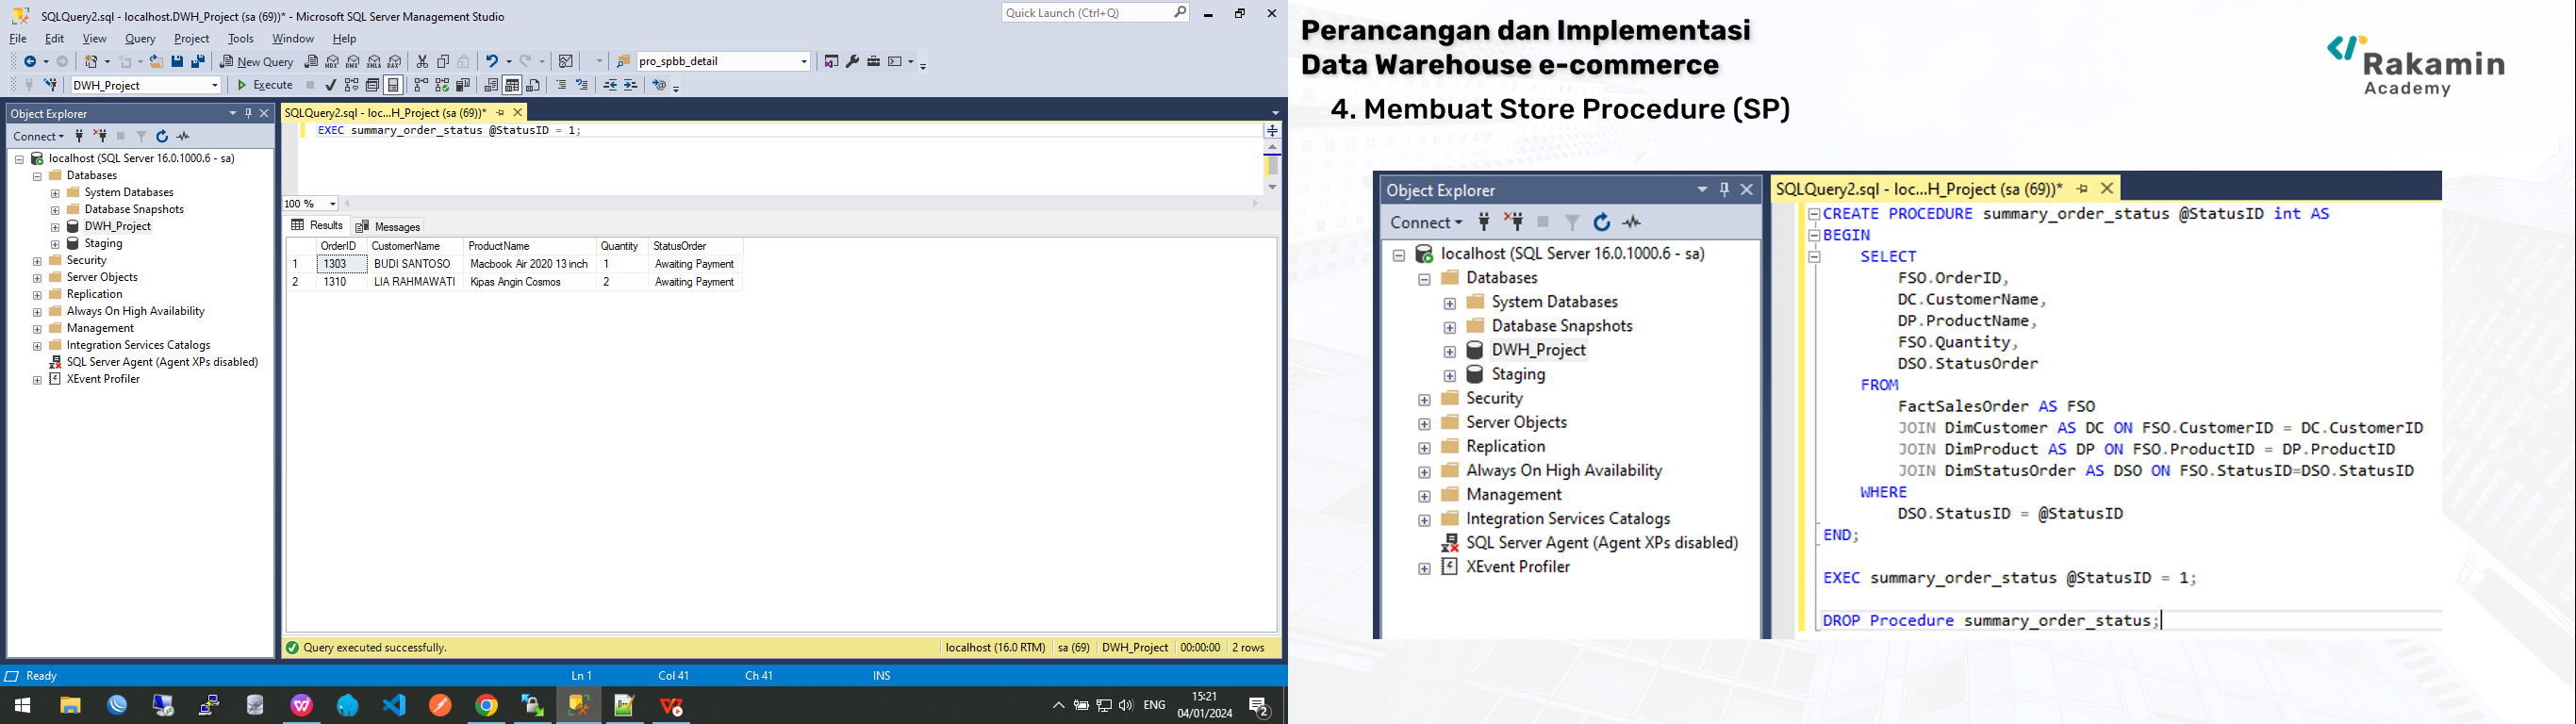 SQLQuery2.sql - localhost.DWH_Project (sa (69))* - Microsoft SQL Server Management Studio
Quick Launch (Ctrl+Q)
File Edit View Query Project Tools Window Help
New Query
pro_spbb_detail
DWH_Project
Execute
Object Explorer
Connect
localhost (SQL Server 16.0.1000.6 - sa)
Databases
System Databases
Database Snapshots
DWH_Project
Staging
Security
Server Objects
Replication
Always On High Availability
Management
Integration Services Catalogs
SQL Server Agent (Agent XPs disabled)
XEvent Profiler
SQLQuery2.sql - loc...H_Project (sa (69))*
EXEC summary_order_status @StatusID = 1;
100 %
Results Messages
OrderID CustomerName ProductName Quantity StatusOrder
1 1303 BUDI SANTOSO Macbook Air 2020 13 inch 1 Awaiting Payment
2 1310 LIA RAHMAWATI Kipas Angin Cosmos 2 Awaiting Payment
Query executed successfully.
localhost (16.0 RTM) sa (69) DWH_Project 00:00:00 2 rows
Ready Ln 1 Col 41 Ch 41 INS
ENG
15:21
04/01/2024
2
Perancangan dan Implementasi
Data Warehouse e-commerce
4. Membuat Store Procedure (SP)
Rakamin
Academy
Object Explorer
Connect
localhost (SQL Server 16.0.1000.6 - sa)
Databases
System Databases
Database Snapshots
DWH_Project
Staging
Security
Server Objects
Replication
Always On High Availability
Management
Integration Services Catalogs
SQL Server Agent (Agent XPs disabled)
XEvent Profiler
SQLQuery2.sql - loc...H_Project (sa (69))*
CREATE PROCEDURE summary_order_status @StatusID int AS
BEGIN
SELECT
FSO.OrderID,
DC.CustomerName,
DP.ProductName,
FSO.Quantity,
DSO.StatusOrder
FROM
FactSalesOrder AS FSO
JOIN DimCustomer AS DC ON FSO.CustomerID = DC.CustomerID
JOIN DimProduct AS DP ON FSO.ProductID = DP.ProductID
JOIN DimStatusOrder AS DSO ON FSO.StatusID=DSO.StatusID
WHERE
DSO.StatusID = @StatusID
END;
EXEC summary_order_status @StatusID = 1;
DROP Procedure summary_order_status;